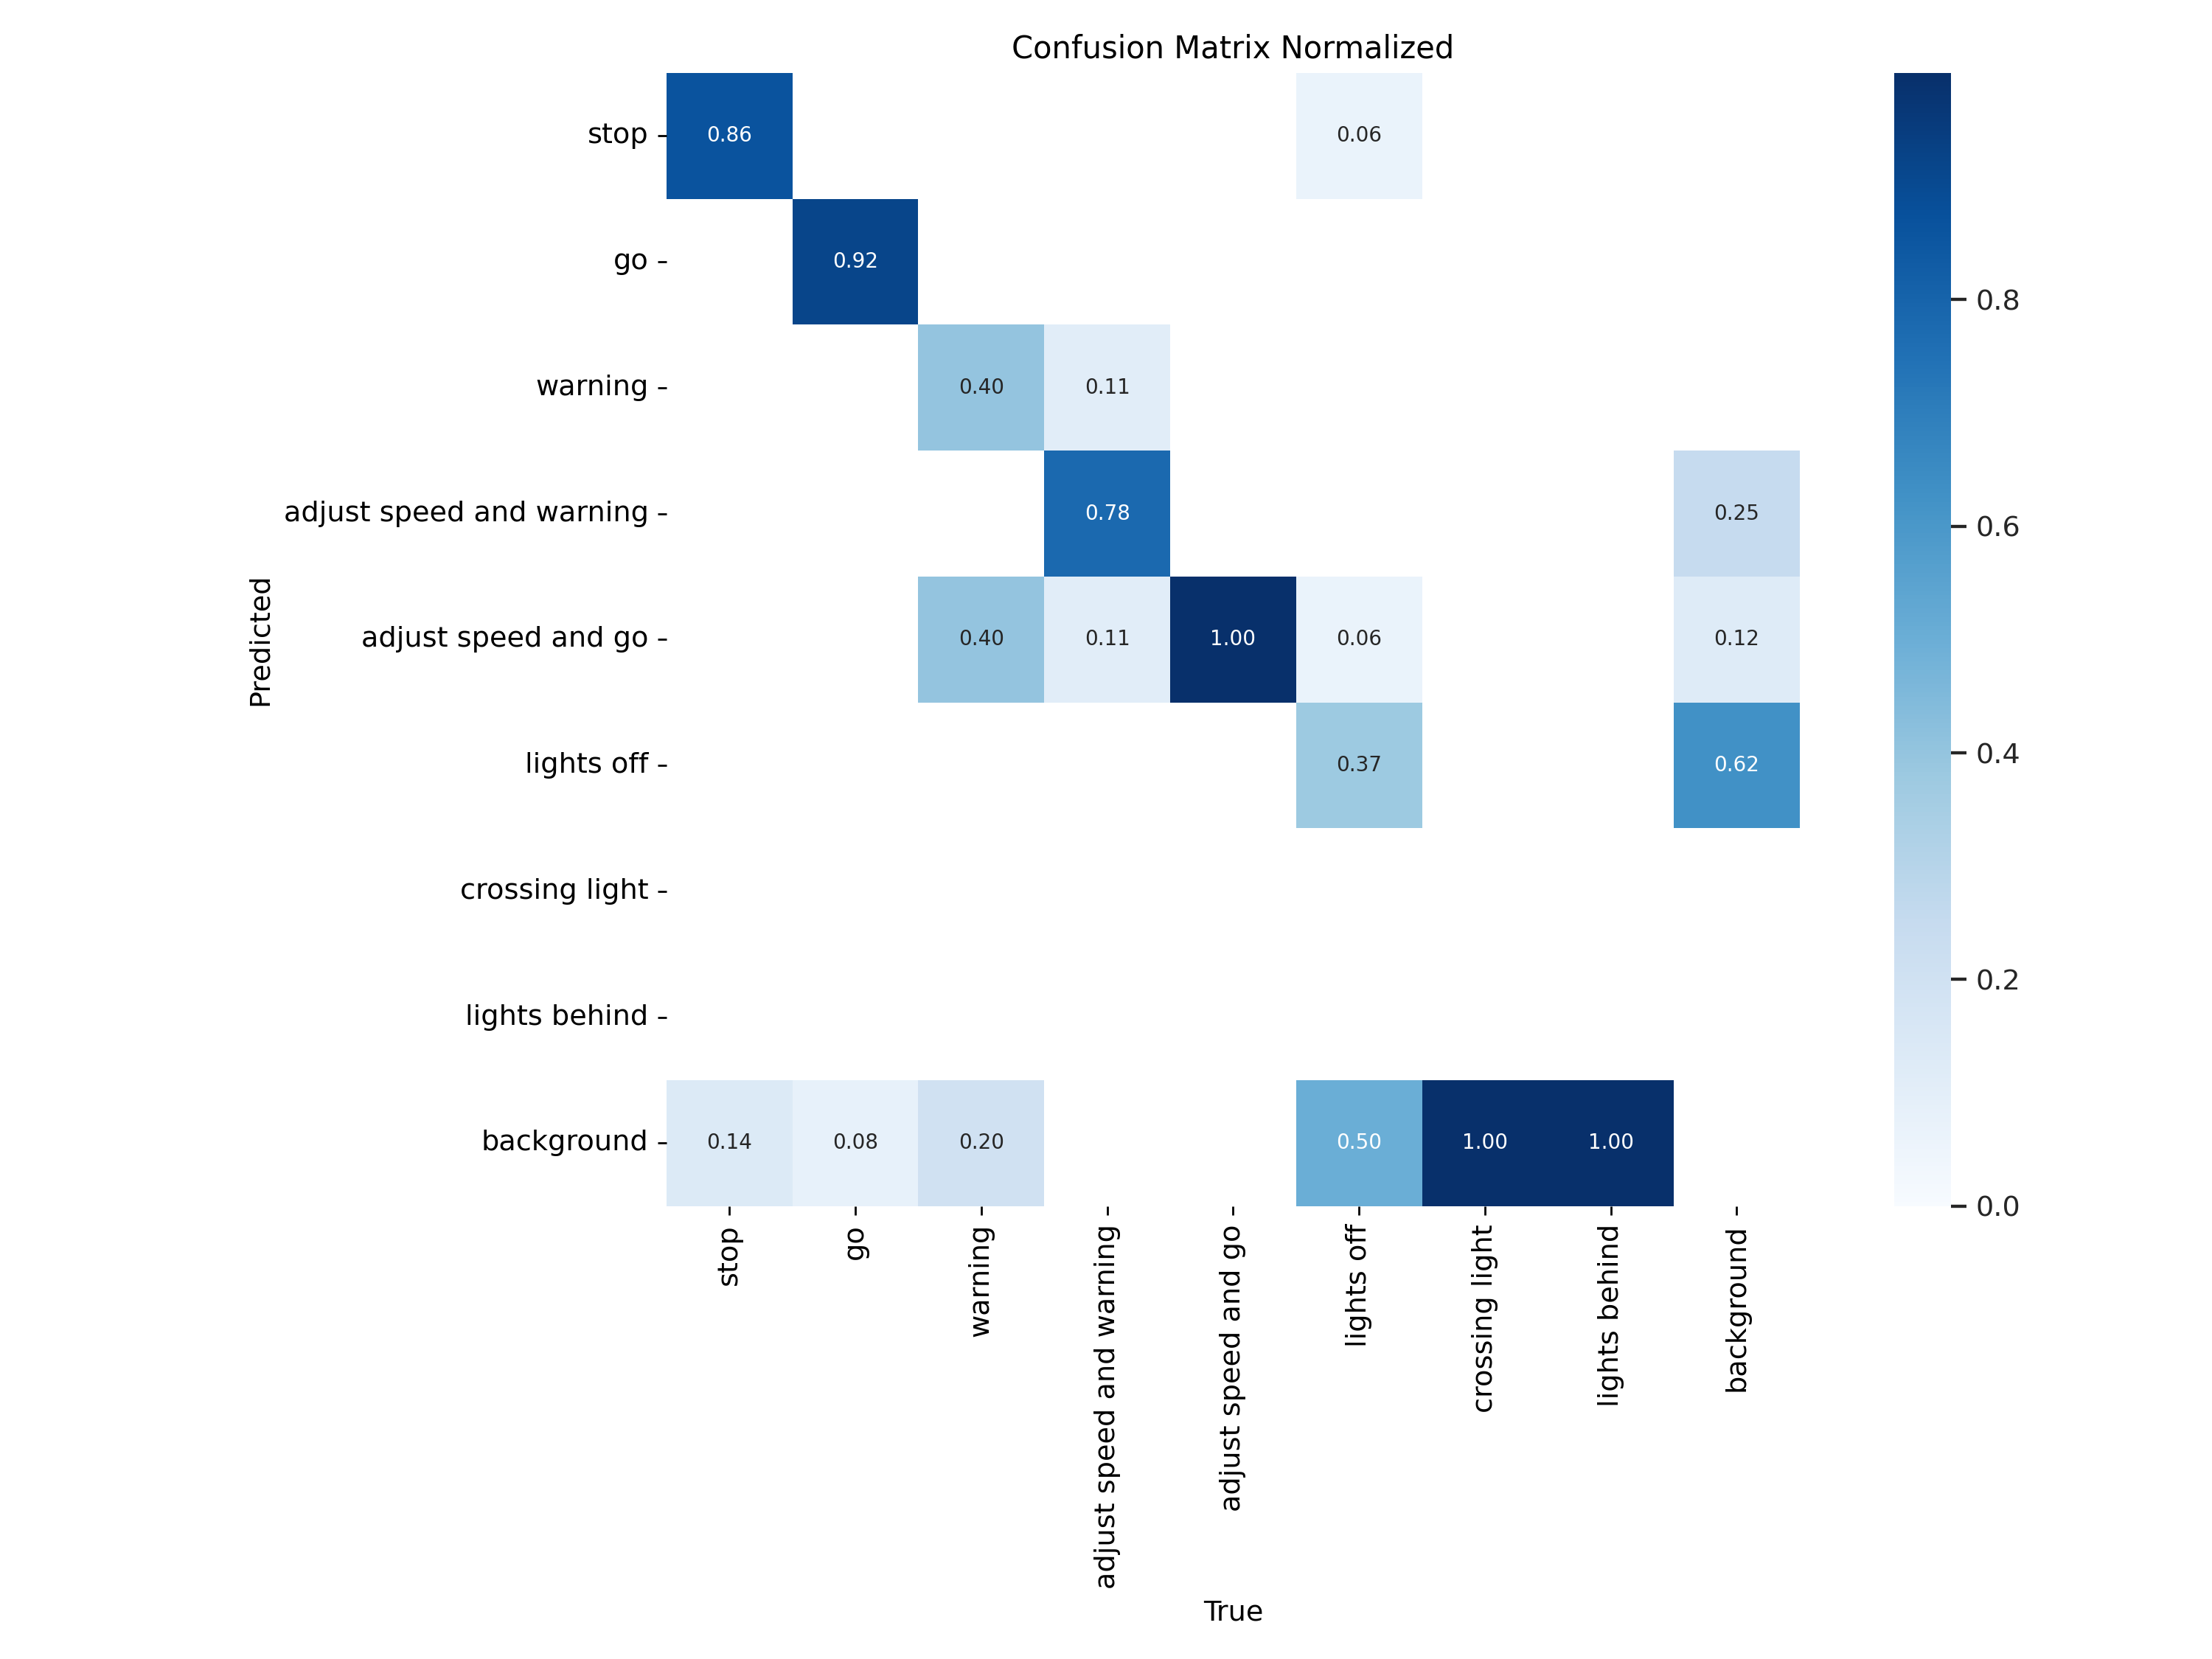 Confusion Matrix Normalized
stop
0.86
0.06
go
0.92
0.8
warning
0.40
0.11
adjust speed and warning
0.78
0.25
0.6
Predicted
adjust speed and go
0.40
0.11
1.00
0.06
0.12
lights off
0.37
0.62
0.4
crossing light
0.2
lights behind
background
0.14
0.08
0.20
0.50
1.00
1.00
0.0
stop
go
warning
adjust speed and warning
adjust speed and go
lights off
crossing light
lights behind
background
True